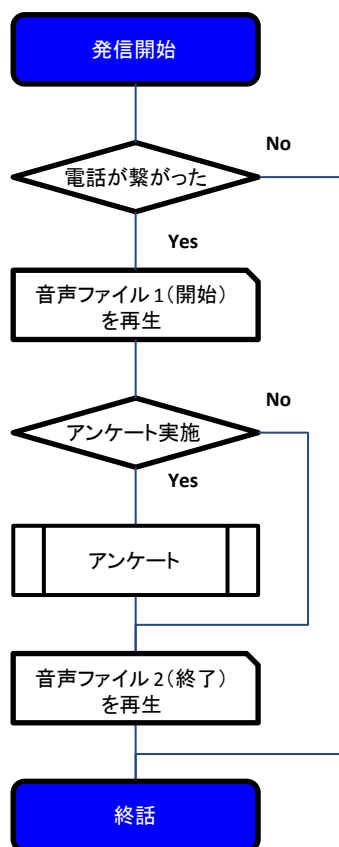 発信開始
No
電話が繋がった
Yes
音声ファイル1(開始)
を再生
No
アンケート実施
Yes
アンケート
音声ファイル2(終了)
を再生
終話